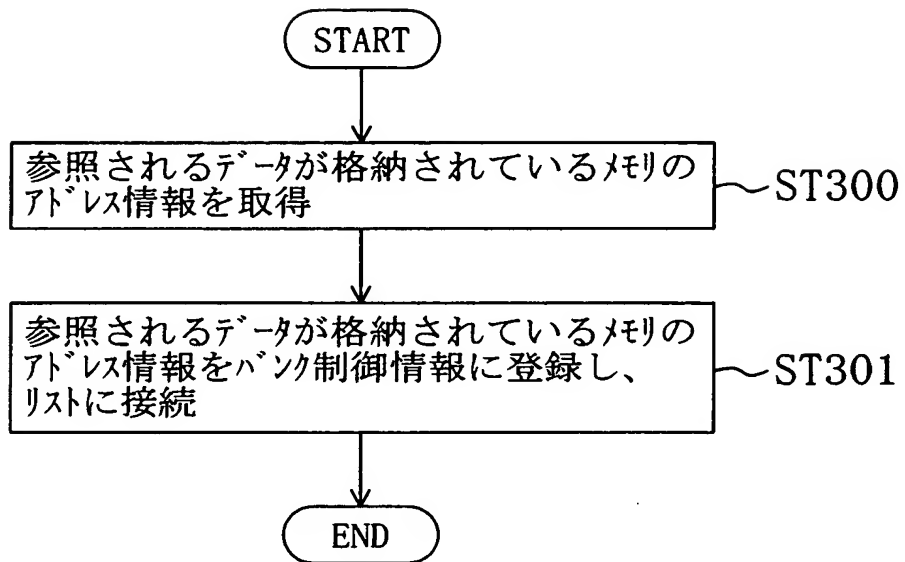 START
参照されるデータが格納されているメモリの
アドレス情報を取得
ST300
参照されるデータが格納されているメモリの
アドレス情報をバンク制御情報に登録し、
リストに接続
ST301
END